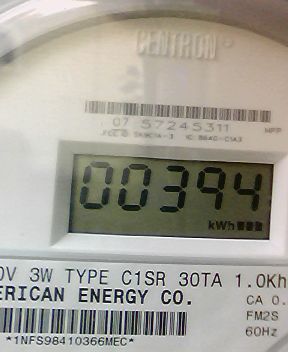 CENTRON
07 57245311
00394
kWh
0V 3W TYPE C1SR 30TA 1.0Kh
ERICAN ENERGY CO. CA 0.
FM2S
60Hz
*1NFS98410366MEC*